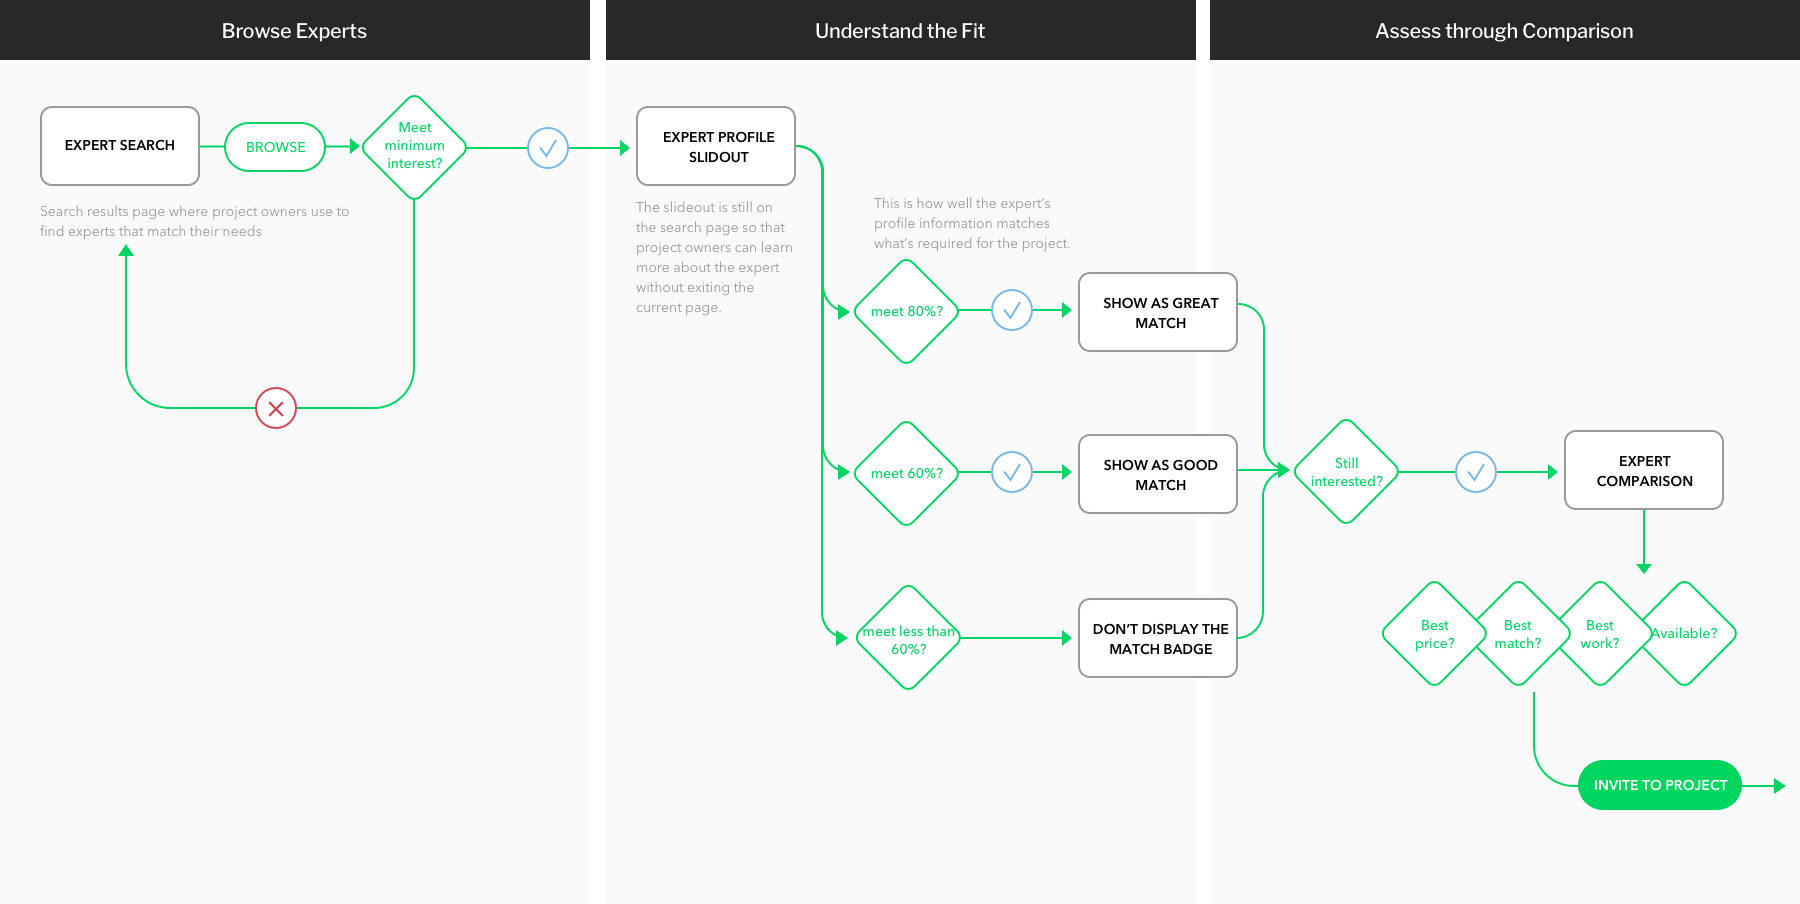 Browse Experts
Understand the Fit
Assess through Comparison
EXPERT SEARCH
BROWSE
Meet
minimum
interest?
Search results page where project owners use to
find experts that match their needs
EXPERT PROFILE
SLIDOUT
The slideout is still on
the search page so that
project owners can learn
more about the expert
without exiting the
current page.
This is how well the expert’s
profile information matches
what’s required for the project.
meet 80%?
SHOW AS GREAT
MATCH
meet 60%?
SHOW AS GOOD
MATCH
meet less than
60%?
DON’T DISPLAY THE
MATCH BADGE
Still
interested?
EXPERT
COMPARISON
Best
price?
Best
match?
Best
work?
Available?
INVITE TO PROJECT